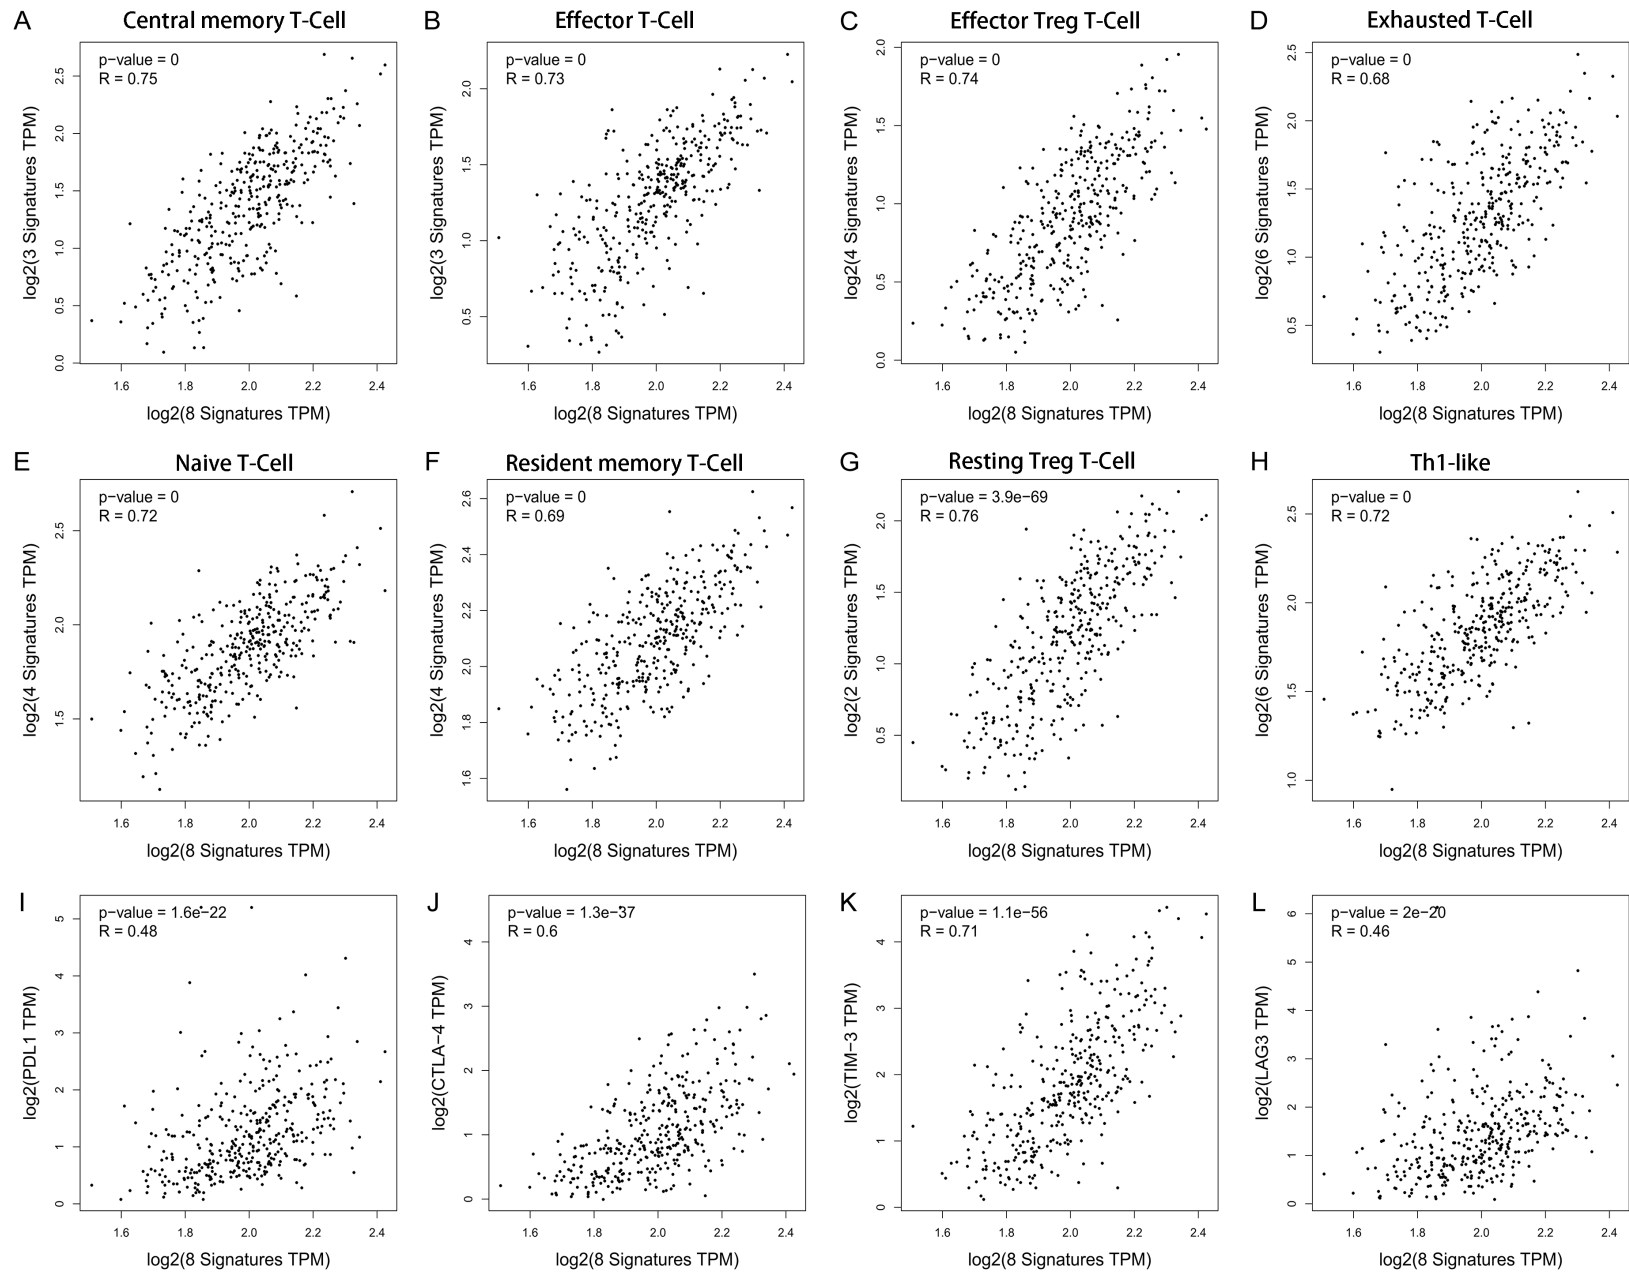 A Central memory T-Cell
p−value = 0
R = 0.75
log2(3 Signatures TPM)
0.0 0.5 1.0 1.5 2.0 2.5
1.6 1.8 2.0 2.2 2.4
log2(8 Signatures TPM)
B Effector T-Cell
p−value = 0
R = 0.73
log2(3 Signatures TPM)
0.5 1.0 1.5 2.0
1.6 1.8 2.0 2.2 2.4
log2(8 Signatures TPM)
C Effector Treg T-Cell
p−value = 0
R = 0.74
log2(4 Signatures TPM)
0.0 0.5 1.0 1.5 2.0
1.6 1.8 2.0 2.2 2.4
log2(8 Signatures TPM)
D Exhausted T-Cell
p−value = 0
R = 0.68
log2(6 Signatures TPM)
0.5 1.0 1.5 2.0 2.5
1.6 1.8 2.0 2.2 2.4
log2(8 Signatures TPM)
E Naive T-Cell
p−value = 0
R = 0.72
log2(4 Signatures TPM)
1.5 2.0 2.5
1.6 1.8 2.0 2.2 2.4
log2(8 Signatures TPM)
F Resident memory T-Cell
p−value = 0
R = 0.69
log2(4 Signatures TPM)
1.6 1.8 2.0 2.2 2.4 2.6
1.6 1.8 2.0 2.2 2.4
log2(8 Signatures TPM)
G Resting Treg T-Cell
p−value = 3.9e−69
R = 0.76
log2(2 Signatures TPM)
0.5 1.0 1.5 2.0
1.6 1.8 2.0 2.2 2.4
log2(8 Signatures TPM)
H Th1-like
p−value = 0
R = 0.72
log2(6 Signatures TPM)
1.0 1.5 2.0 2.5
1.6 1.8 2.0 2.2 2.4
log2(8 Signatures TPM)
I
p−value = 1.6e−22
R = 0.48
log2(PDL1 TPM)
0 1 2 3 4 5
1.6 1.8 2.0 2.2 2.4
log2(8 Signatures TPM)
J
p−value = 1.3e−37
R = 0.6
log2(CTLA−4 TPM)
0 1 2 3 4
1.6 1.8 2.0 2.2 2.4
log2(8 Signatures TPM)
K
p−value = 1.1e−56
R = 0.71
log2(TIM−3 TPM)
0 1 2 3 4
1.6 1.8 2.0 2.2 2.4
log2(8 Signatures TPM)
L
p−value = 2e−20
R = 0.46
log2(LAG3 TPM)
0 1 2 3 4 5 6
1.6 1.8 2.0 2.2 2.4
log2(8 Signatures TPM)